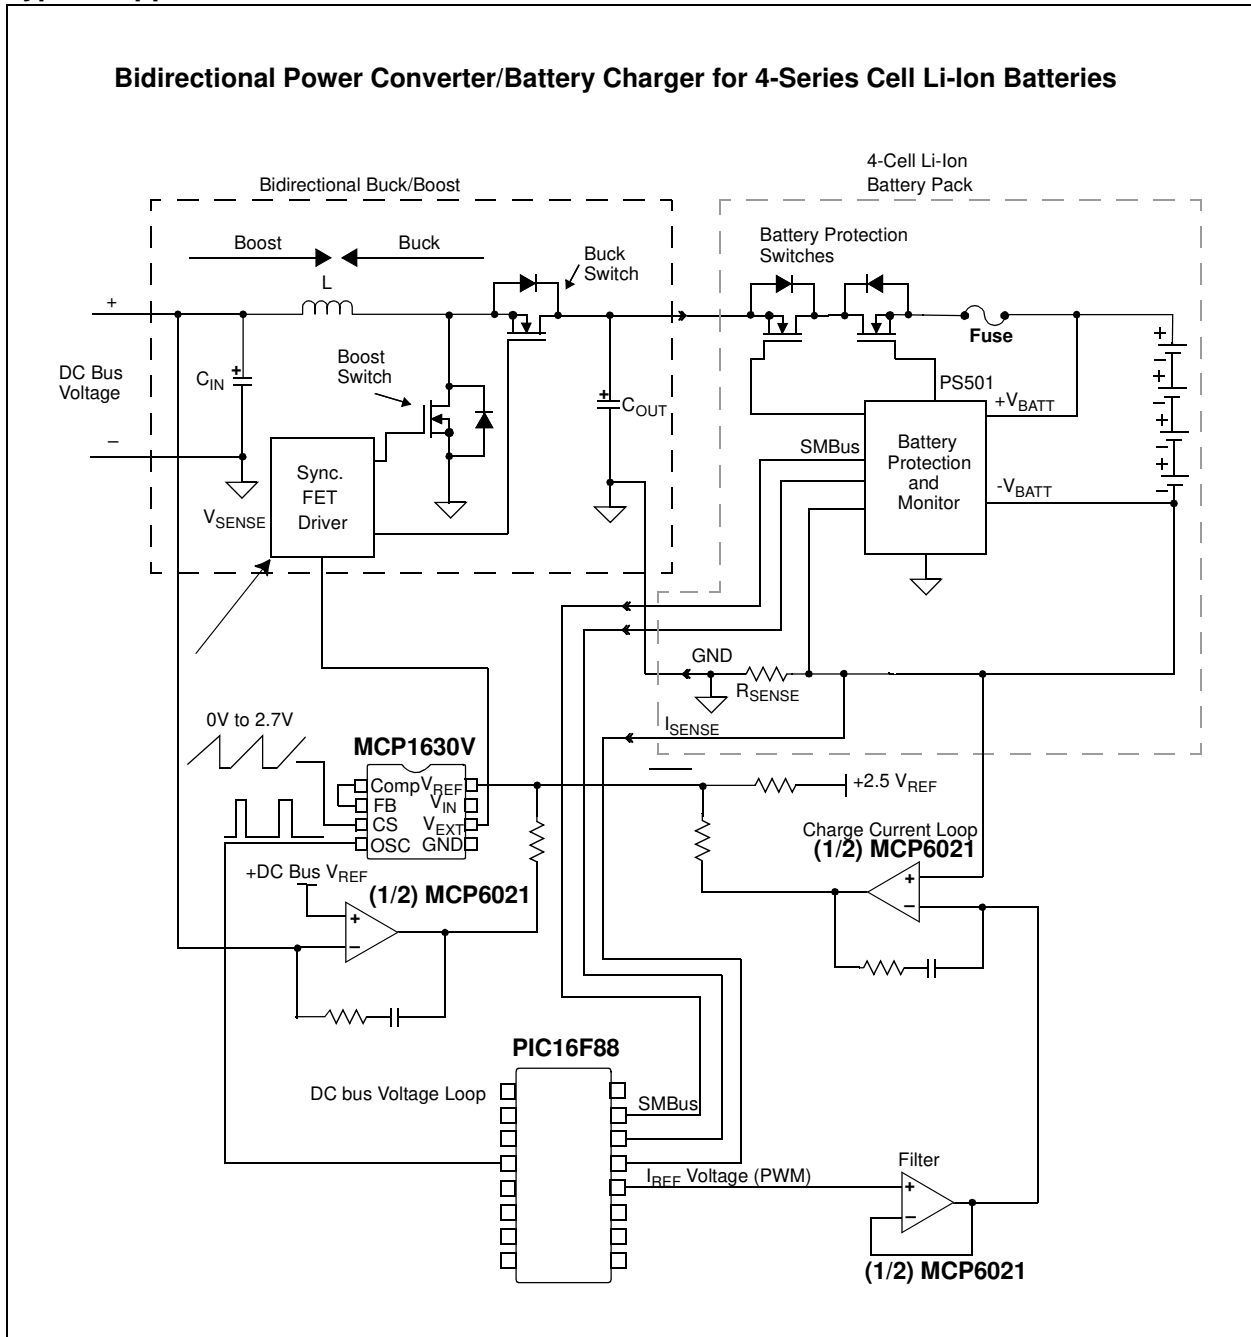 Bidirectional Power Converter/Battery Charger for 4-Series Cell Li-Ion Batteries
4-Cell Li-Ion
Battery Pack
Bidirectional Buck/Boost
Boost
Buck
L
Buck
Switch
Battery Protection
Switches
+
Fuse
DC Bus
Voltage
CIN
Boost
Switch
COUT
PS501
+VBATT
–
SMBus
Battery
Protection
and
Monitor
-VBATT
Sync.
FET
Driver
VSENSE
GND
RSENSE
ISENSE
0V to 2.7V
MCP1630V
Comp
VREF
FB
VIN
CS
VEXT
OSC
GND
+2.5 VREF
Charge Current Loop
(1/2) MCP6021
+DC Bus VREF
(1/2) MCP6021
PIC16F88
DC bus Voltage Loop
SMBus
IREF Voltage (PWM)
Filter
(1/2) MCP6021